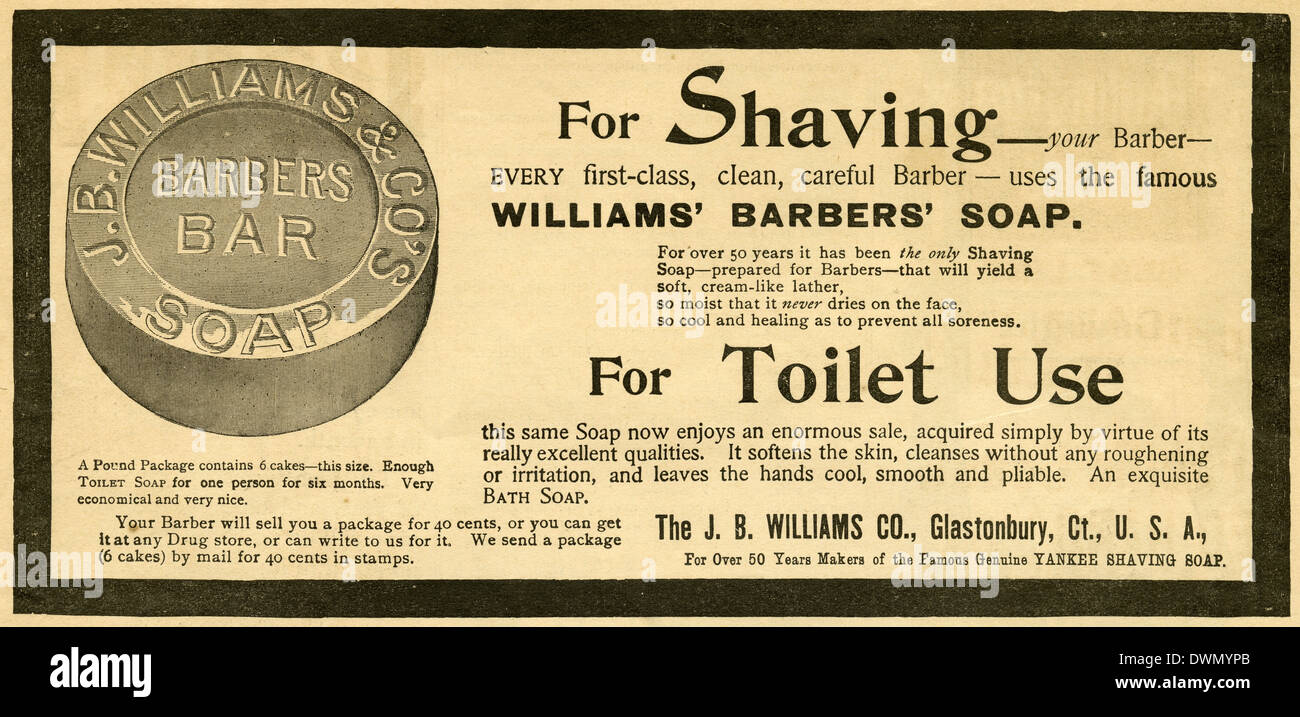 J. B. WILLIAMS & CO'S
BARBERS
BAR
SOAP
For Shaving—your Barber—
EVERY first-class, clean, careful Barber — uses the famous
WILLIAMS' BARBERS' SOAP.
For over 50 years it has been the only Shaving
Soap—prepared for Barbers—that will yield a
soft, cream-like lather,
so moist that it never dries on the face,
so cool and healing as to prevent all soreness.
For Toilet Use
this same Soap now enjoys an enormous sale, acquired simply by virtue of its
really excellent qualities. It softens the skin, cleanses without any roughening
or irritation, and leaves the hands cool, smooth and pliable. An exquisite
BATH SOAP.
A Pound Package contains 6 cakes—this size. Enough
TOILET SOAP for one person for six months. Very
economical and very nice.
Your Barber will sell you a package for 40 cents, or you can get
it at any Drug store, or can write to us for it. We send a package
(6 cakes) by mail for 40 cents in stamps.
The J. B. WILLIAMS CO., Glastonbury, Ct., U. S. A.,
For Over 50 Years Makers of the Famous Genuine YANKEE SHAVING SOAP.
alamy
a
a
alamy
Image ID: DWMYPB
www.alamy.com